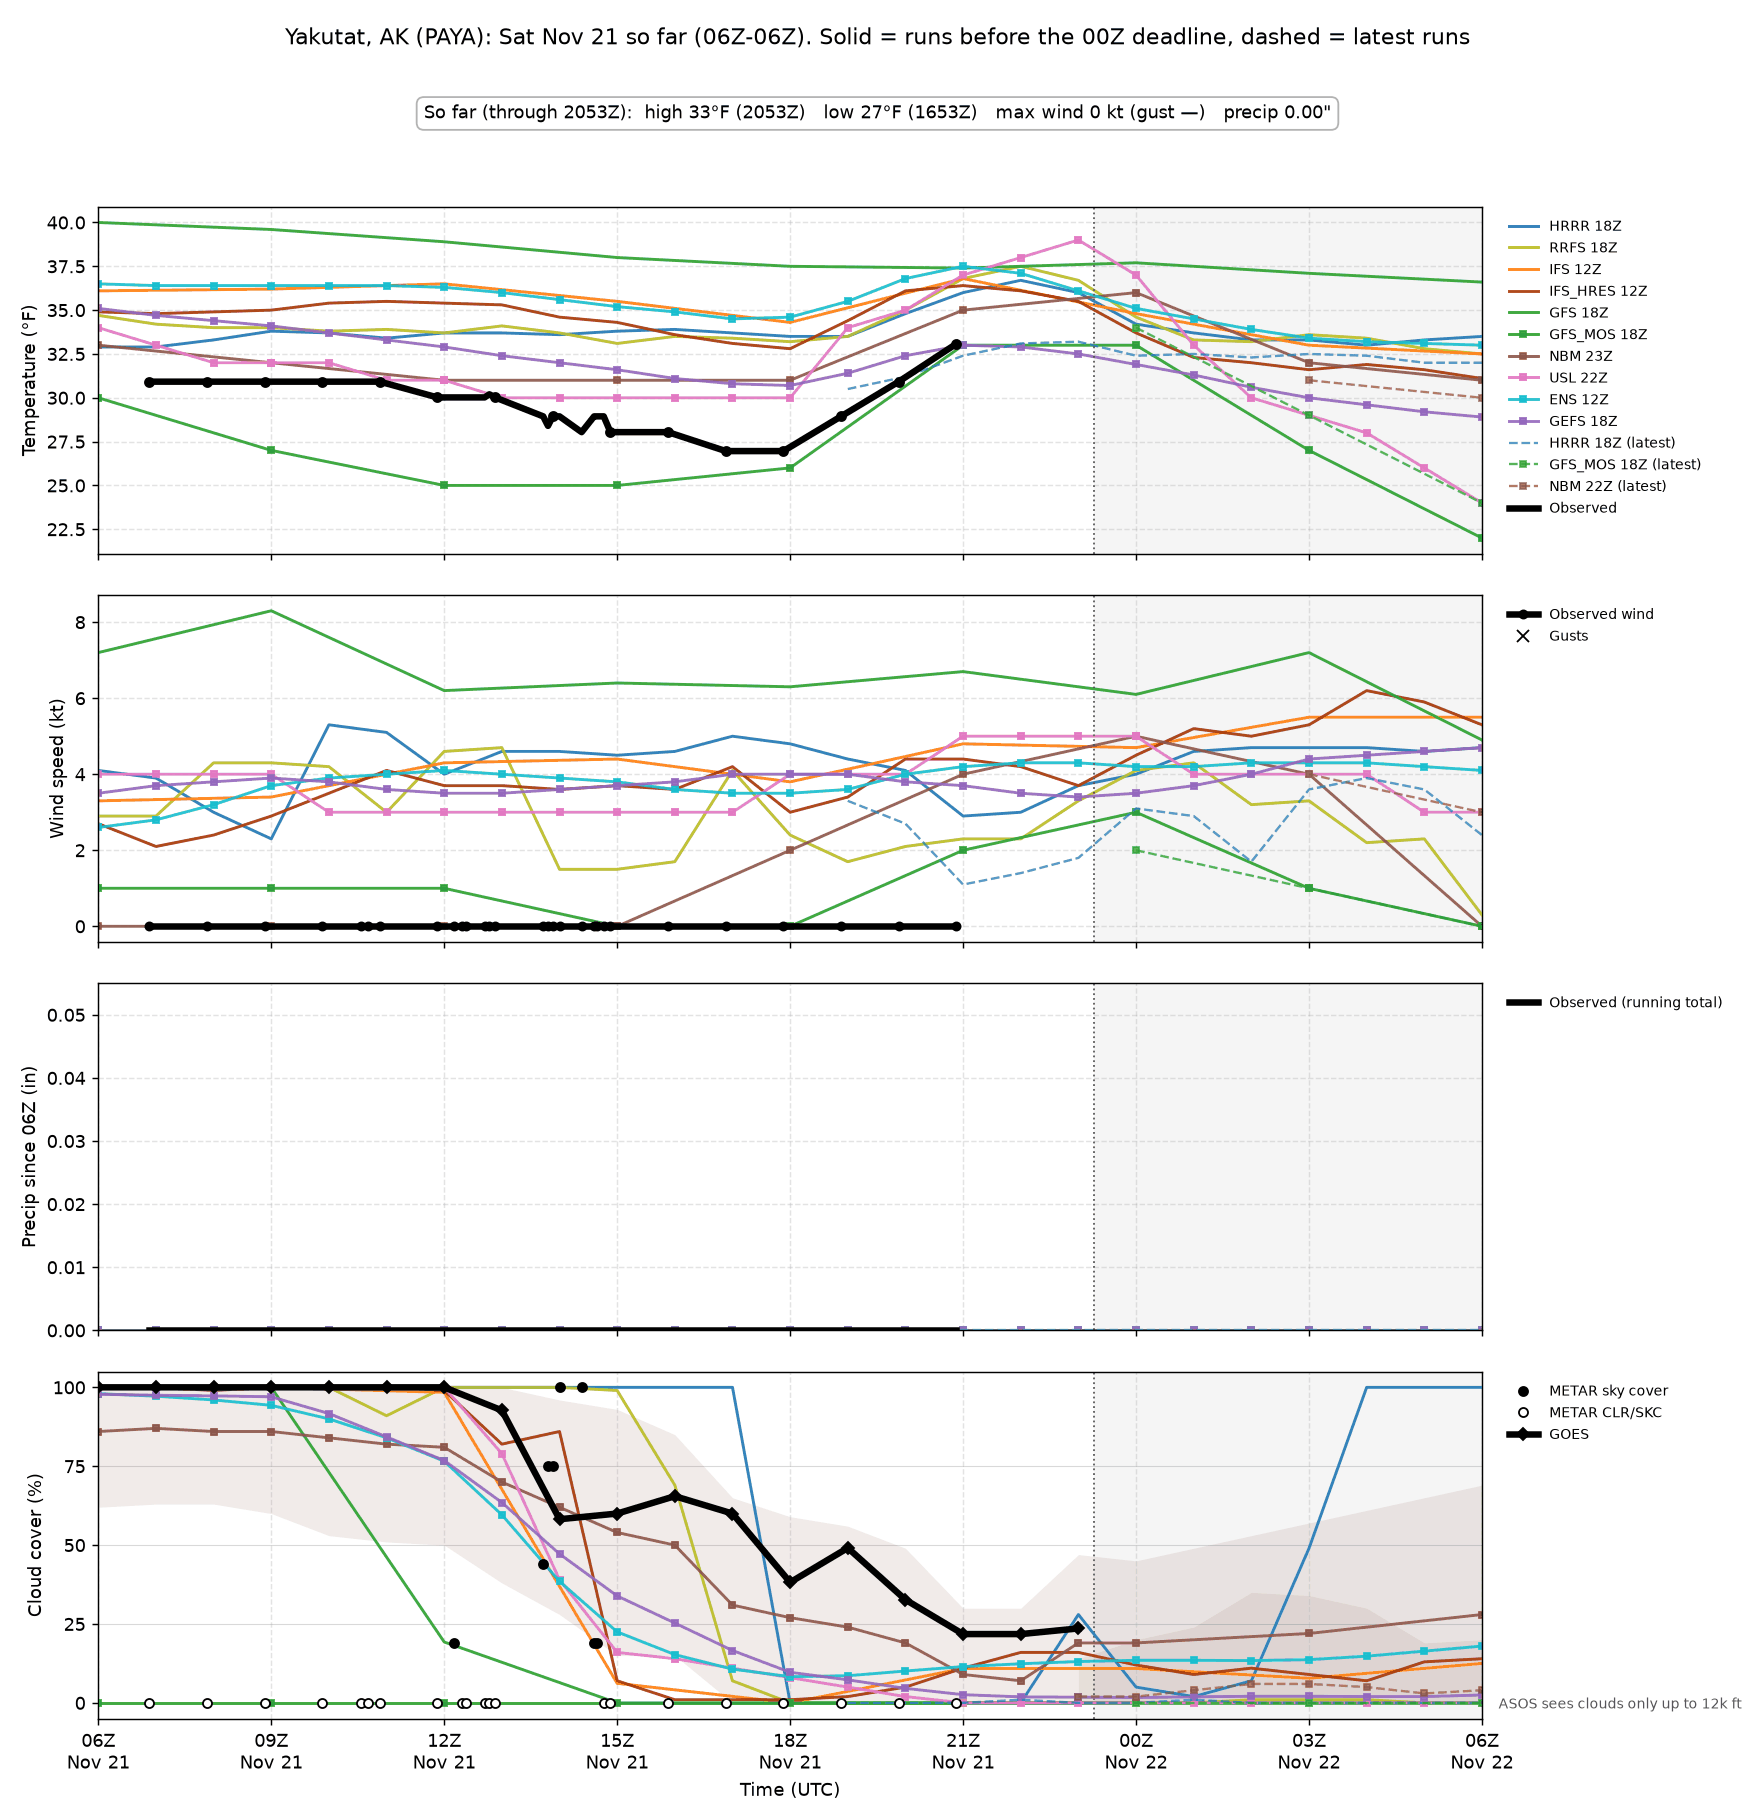 Yakutat, AK (PAYA): Sat Nov 21 so far (06Z-06Z). Solid = runs before the 00Z deadline, dashed = latest runs
So far (through 2053Z):  high 33°F (2053Z)   low 27°F (1653Z)   max wind 0 kt (gust —)   precip 0.00"
Temperature (°F)
40.0
37.5
35.0
32.5
30.0
27.5
25.0
22.5
HRRR 18Z
RRFS 18Z
IFS 12Z
IFS_HRES 12Z
GFS 18Z
GFS_MOS 18Z
NBM 23Z
USL 22Z
ENS 12Z
GEFS 18Z
HRRR 18Z (latest)
GFS_MOS 18Z (latest)
NBM 22Z (latest)
Observed
Wind speed (kt)
8
6
4
2
0
Observed wind
Gusts
Precip since 06Z (in)
0.05
0.04
0.03
0.02
0.01
0.00
Observed (running total)
Cloud cover (%)
100
75
50
25
0
METAR sky cover
METAR CLR/SKC
GOES
ASOS sees clouds only up to 12k ft
06Z 09Z 12Z 15Z 18Z 21Z 00Z 03Z 06Z
Nov 21 Nov 21 Nov 21 Nov 21 Nov 21 Nov 21 Nov 22 Nov 22 Nov 22
Time (UTC)